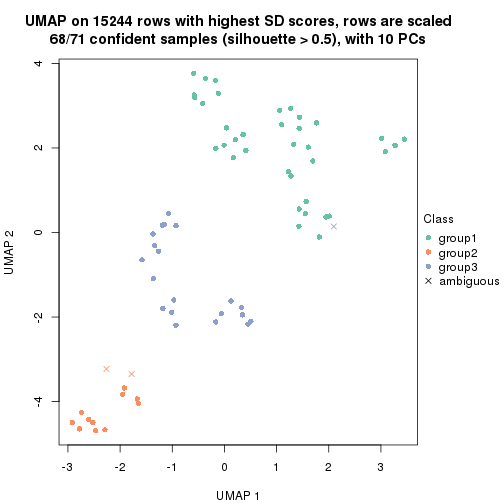 UMAP on 15244 rows with highest SD scores, rows are scaled
68/71 confident samples (silhouette > 0.5), with 10 PCs
4
2
0
-2
-4
UMAP 2
-3
-2
-1
0
1
2
3
UMAP 1
Class
group1
group2
group3
ambiguous